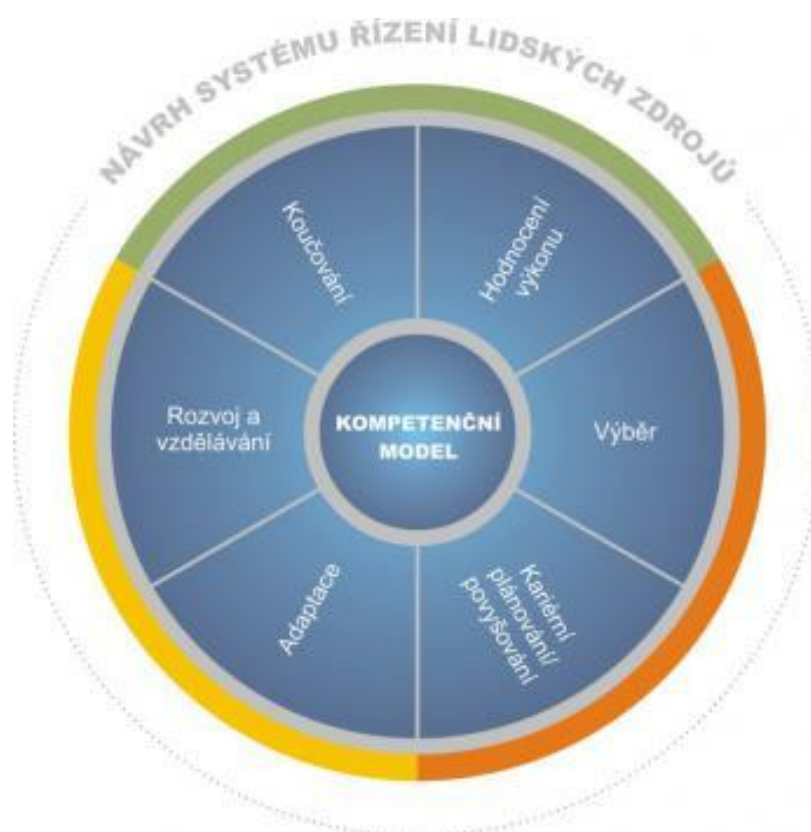 NÁVRH SYSTÉMU ŘÍZENÍ LIDSKÝCH ZDROJŮ
Koučování
Hodnocení
výkonu
Rozvoj a
vzdělávání
KOMPETENČNÍ
MODEL
Výběr
Adaptace
Kariérní
plánování/
povyšování